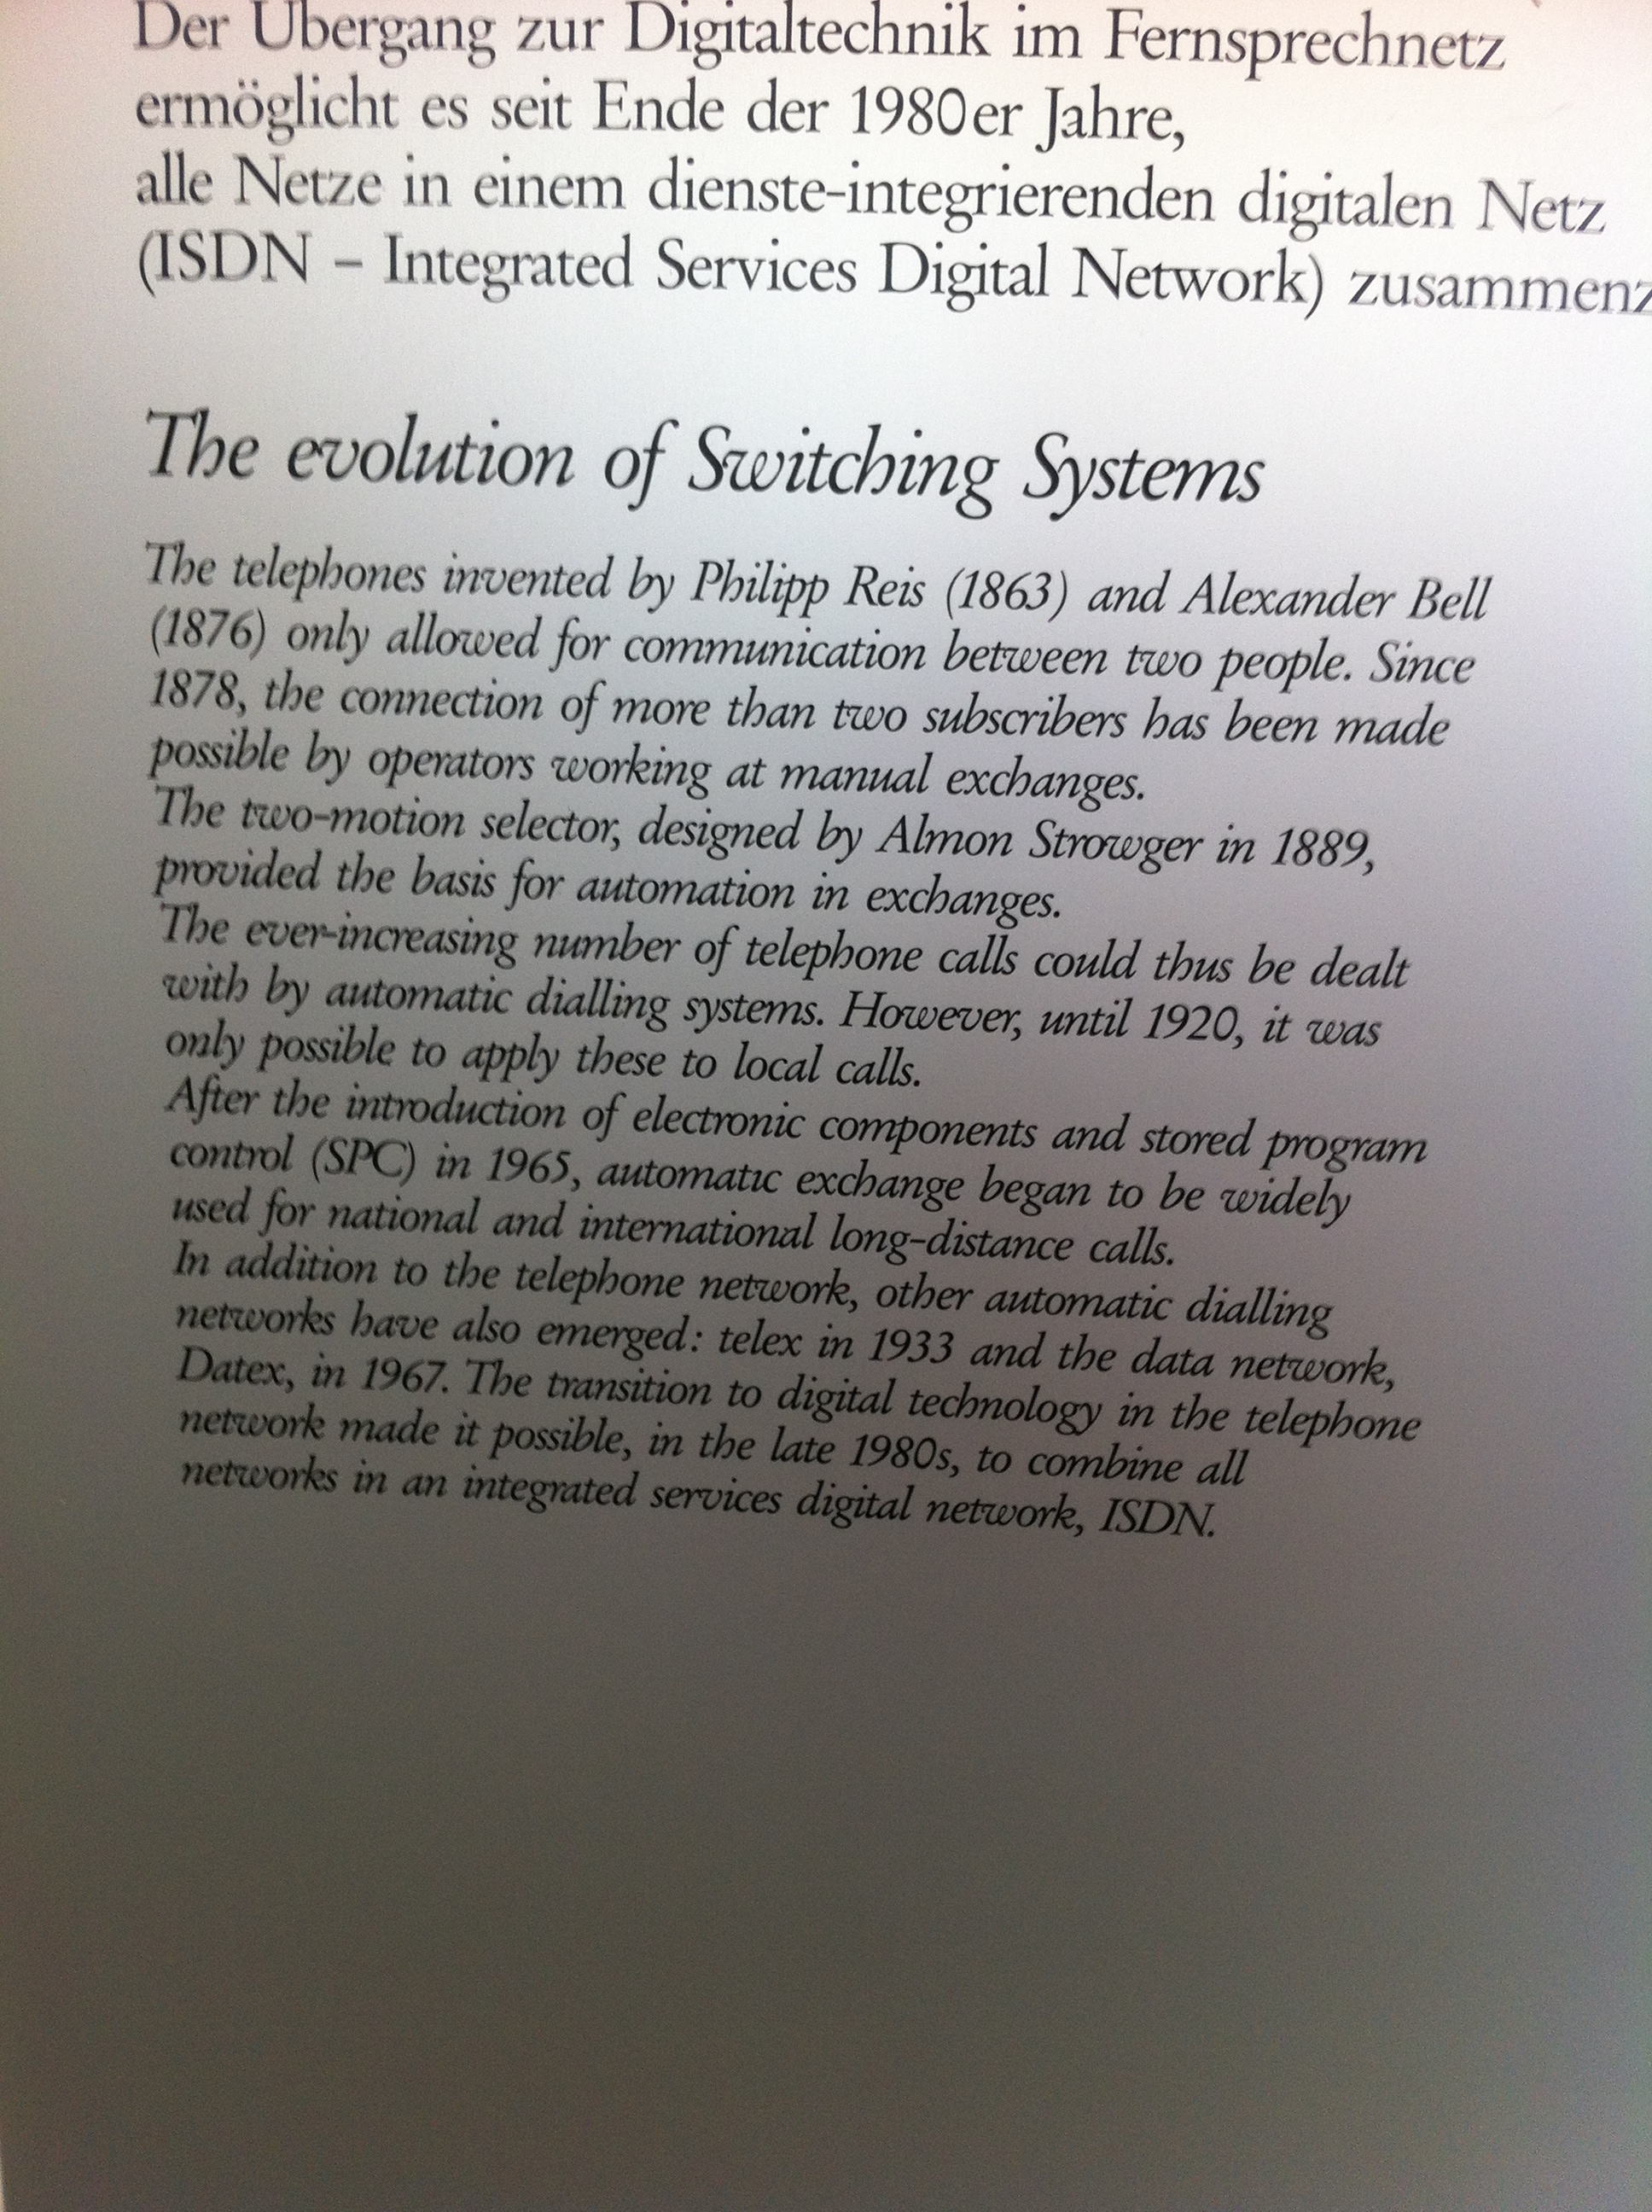 Der Übergang zur Digitaltechnik im Fernsprechnetz
ermöglicht es seit Ende der 1980er Jahre,
alle Netze in einem dienste-integrierenden digitalen Netz
(ISDN – Integrated Services Digital Network) zusammenz
The evolution of Switching Systems
The telephones invented by Philipp Reis (1863) and Alexander Bell
(1876) only allowed for communication between two people. Since
1878, the connection of more than two subscribers has been made
possible by operators working at manual exchanges.
The two-motion selector, designed by Almon Strowger in 1889,
provided the basis for automation in exchanges.
The ever-increasing number of telephone calls could thus be dealt
with by automatic dialling systems. However, until 1920, it was
only possible to apply these to local calls.
After the introduction of electronic components and stored program
control (SPC) in 1965, automatic exchange began to be widely
used for national and international long-distance calls.
In addition to the telephone network, other automatic dialling
networks have also emerged: telex in 1933 and the data network,
Datex, in 1967. The transition to digital technology in the telephone
network made it possible, in the late 1980s, to combine all
networks in an integrated services digital network, ISDN.